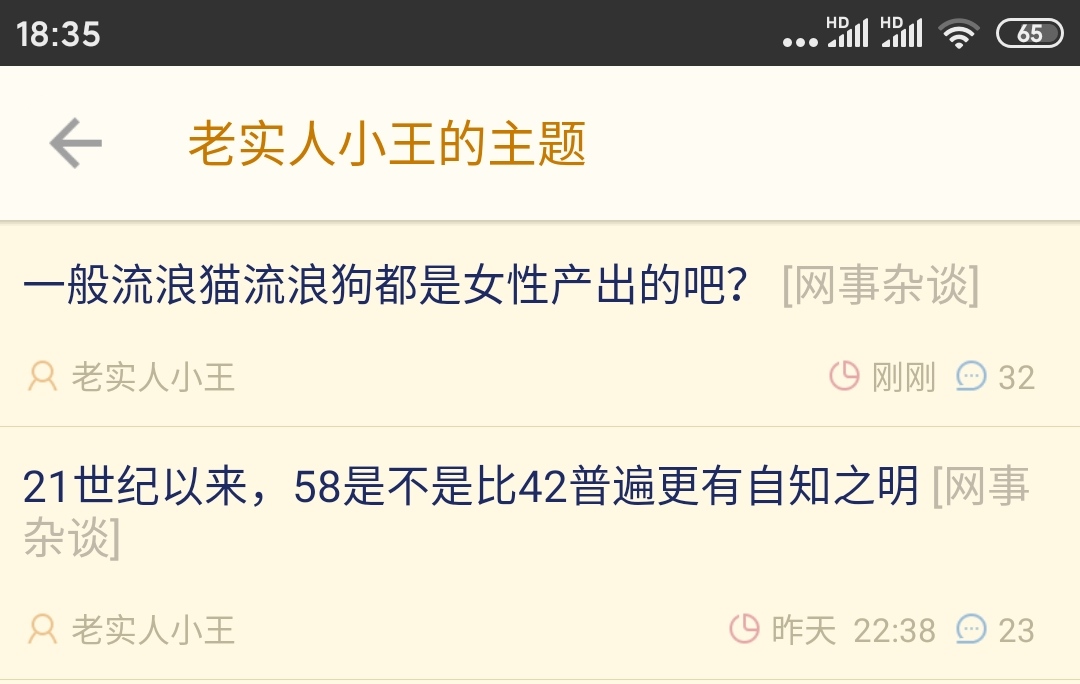 18:35
HD HD 65
老实人小王的主题
一般流浪猫流浪狗都是女性产出的吧？ [网事杂谈]
老实人小王 刚刚 32
21世纪以来，58是不是比42普遍更有自知之明 [网事
杂谈]
老实人小王 昨天 22:38 23